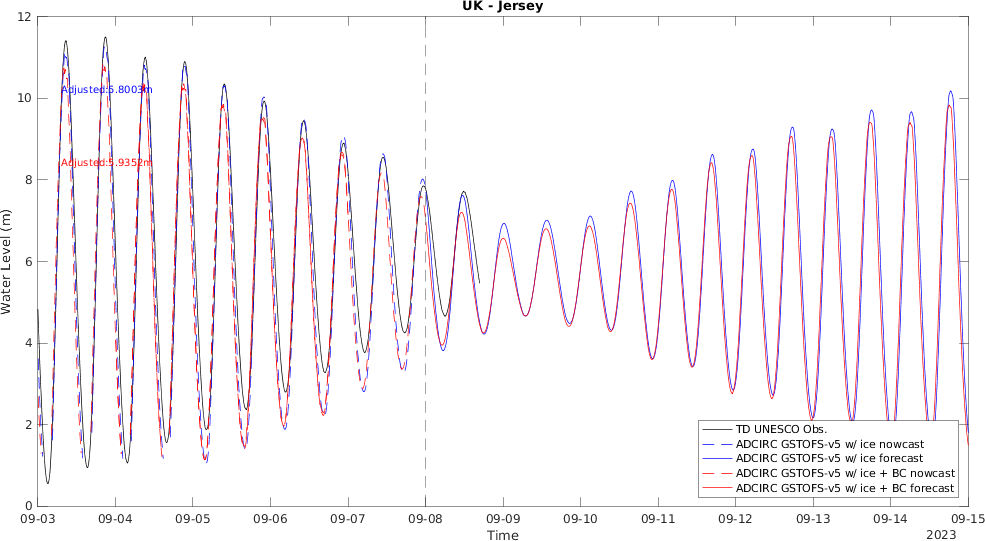 UK - Jersey
12
10
8
6
4
2
0
Water Level (m)
Adjusted:5.8003m
Adjusted:5.9352m
TD UNESCO Obs.
ADCIRC GSTOFS-v5 w/ ice nowcast
ADCIRC GSTOFS-v5 w/ ice forecast
ADCIRC GSTOFS-v5 w/ ice + BC nowcast
ADCIRC GSTOFS-v5 w/ ice + BC forecast
09-03 09-04 09-05 09-06 09-07 09-08 09-09 09-10 09-11 09-12 09-13 09-14 09-15
Time
2023